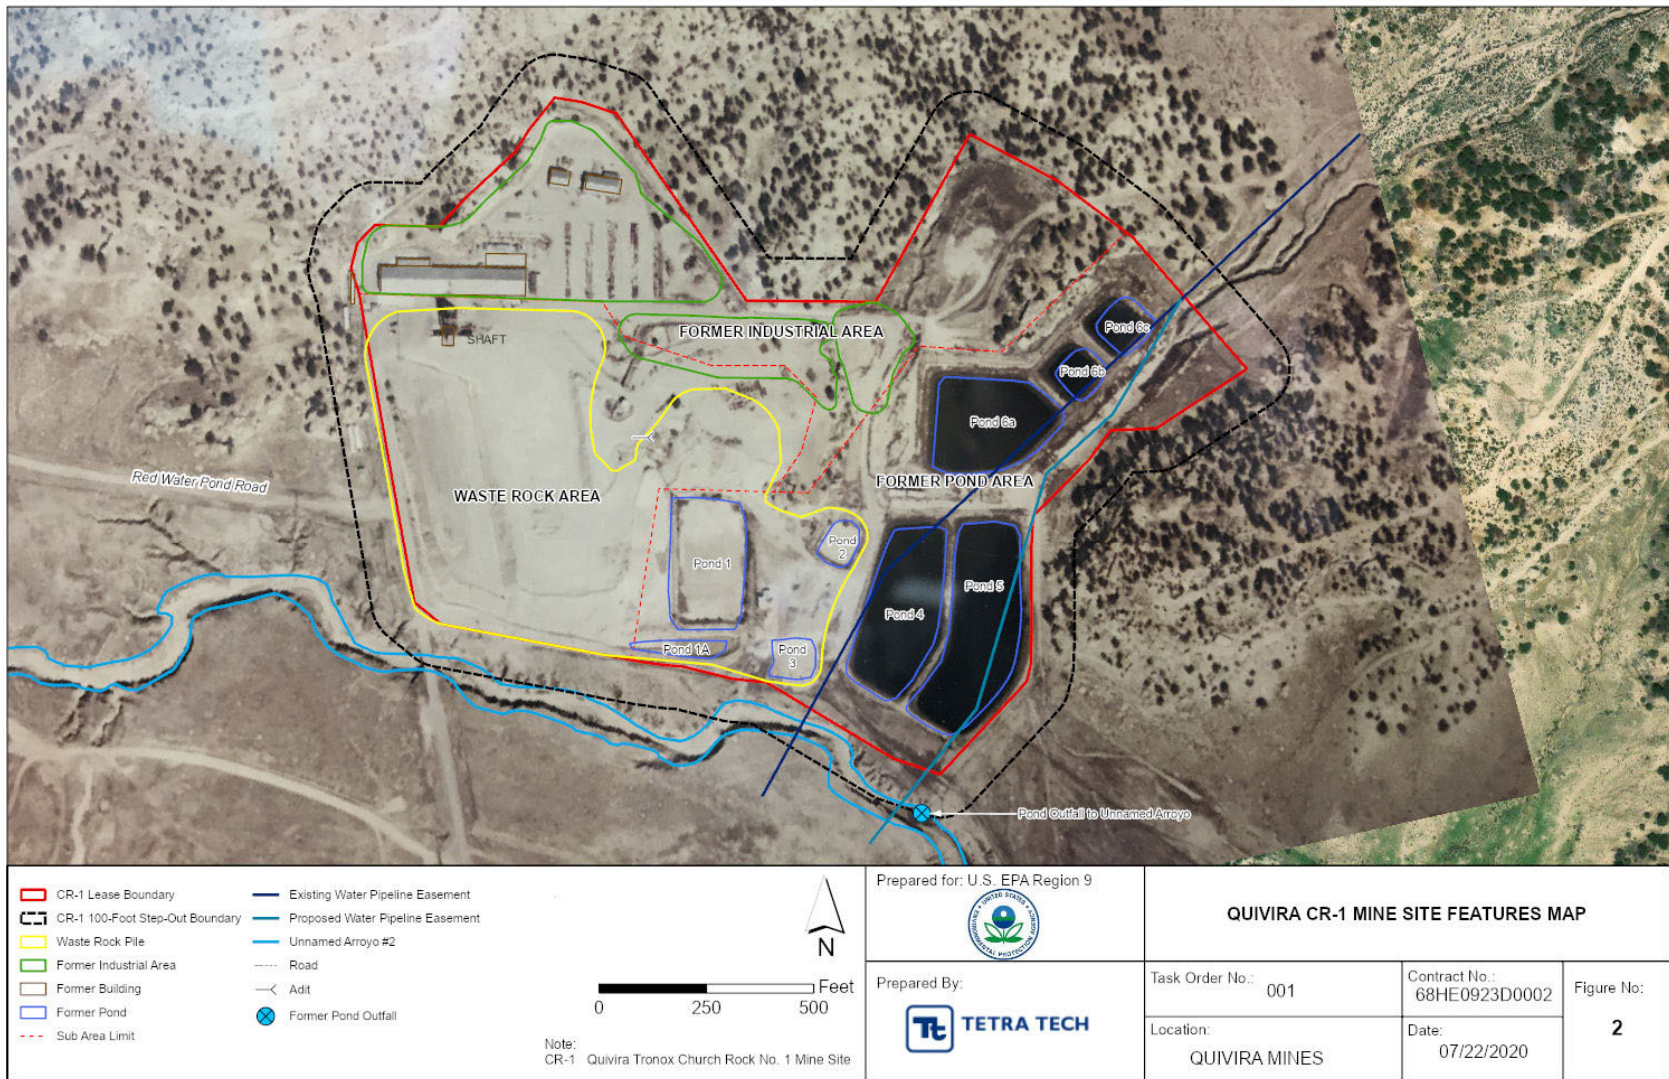 FORMER INDUSTRIAL AREA
SHAFT
Pond 6c
Pond 6b
Pond 6a
Red Water Pond Road
WASTE ROCK AREA
FORMER POND AREA
Pond
2
Pond 1
Pond 5
Pond 4
Pond 1A
Pond
3
Pond Outfall to Unnamed Arroyo
CR-1 Lease Boundary
CR-1 100-Foot Step-Out Boundary
Waste Rock Pile
Former Industrial Area
Former Building
Former Pond
Sub Area Limit
Existing Water Pipeline Easement
Proposed Water Pipeline Easement
Unnamed Arroyo #2
Road
Adit
Former Pond Outfall
N
Feet
0 250 500
Note:
CR-1 Quivira Tronox Church Rock No. 1 Mine Site
Prepared for: U.S. EPA Region 9
UNITED STATES
ENVIRONMENTAL PROTECTION AGENCY
Prepared By:
Tt TETRA TECH
QUIVIRA CR-1 MINE SITE FEATURES MAP
Task Order No.:
001
Contract No.:
68HE0923D0002
Figure No:
2
Location:
QUIVIRA MINES
Date:
07/22/2020